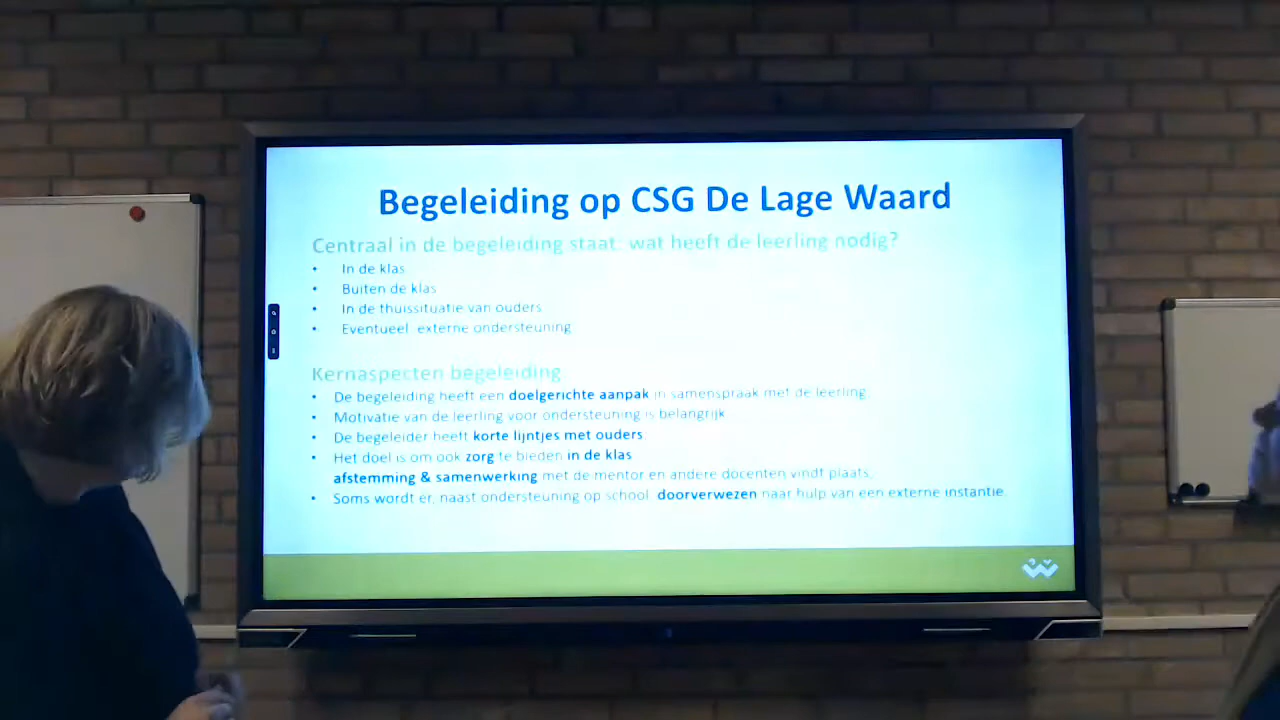 Begeleiding op CSG De Lage Waard
Centraal in de begeleiding staat: wat heeft de leerling nodig?
• In de klas
• Buiten de klas
• In de thuissituatie van ouders
• Eventueel externe ondersteuning
Kernaspecten begeleiding
• De begeleiding heeft een doelgerichte aanpak in samenspraak met de leerling
• Motivatie van de leerling voor ondersteuning is belangrijk
• De begeleider heeft korte lijntjes met ouders
• Het doel is om ook zorg te bieden in de klas
afstemming & samenwerking met de mentor en andere docenten vindt plaats.
• Soms wordt er, naast ondersteuning op school doorverwezen naar hulp van een externe instantie.